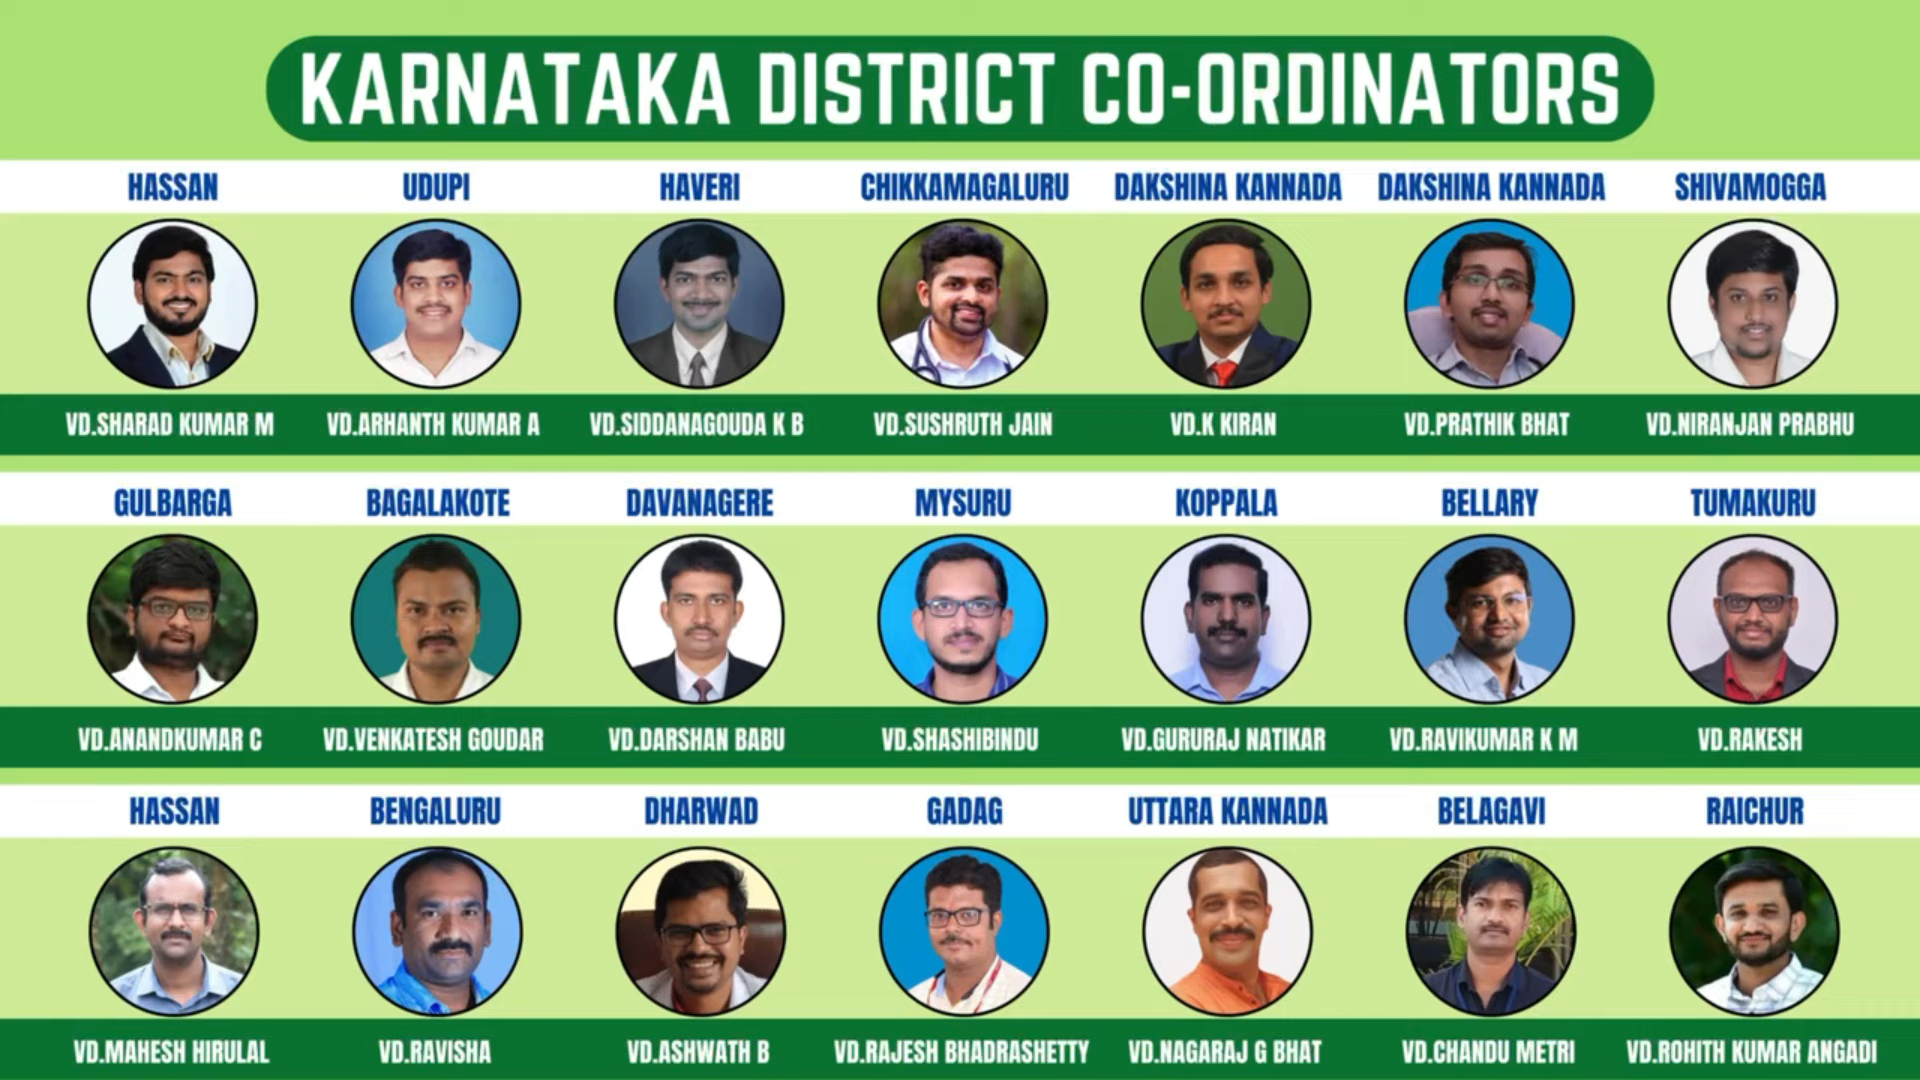 KARNATAKA DISTRICT CO-ORDINATORS
HASSAN UDUPI HAVERI CHIKKAMAGALURU DAKSHINA KANNADA DAKSHINA KANNADA SHIVAMOGGA
VD.SHARAD KUMAR M VD.ARHANTH KUMAR A VD.SIDDANAGOUDA K B VD.SUSHRUTH JAIN VD.K KIRAN VD.PRATHIK BHAT VD.NIRANJAN PRABHU
GULBARGA BAGALAKOTE DAVANAGERE MYSURU KOPPALA BELLARY TUMAKURU
VD.ANANDKUMAR C VD.VENKATESH GOUDAR VD.DARSHAN BABU VD.SHASHIBINDU VD.GURURAJ NATIKAR VD.RAVIKUMAR K M VD.RAKESH
HASSAN BENGALURU DHARWAD GADAG UTTARA KANNADA BELAGAVI RAICHUR
VD.MAHESH HIRULAL VD.RAVISHA VD.ASHWATH B VD.RAJESH BHADRASHETTY VD.NAGARAJ G BHAT VD.CHANDU METRI VD.ROHITH KUMAR ANGADI